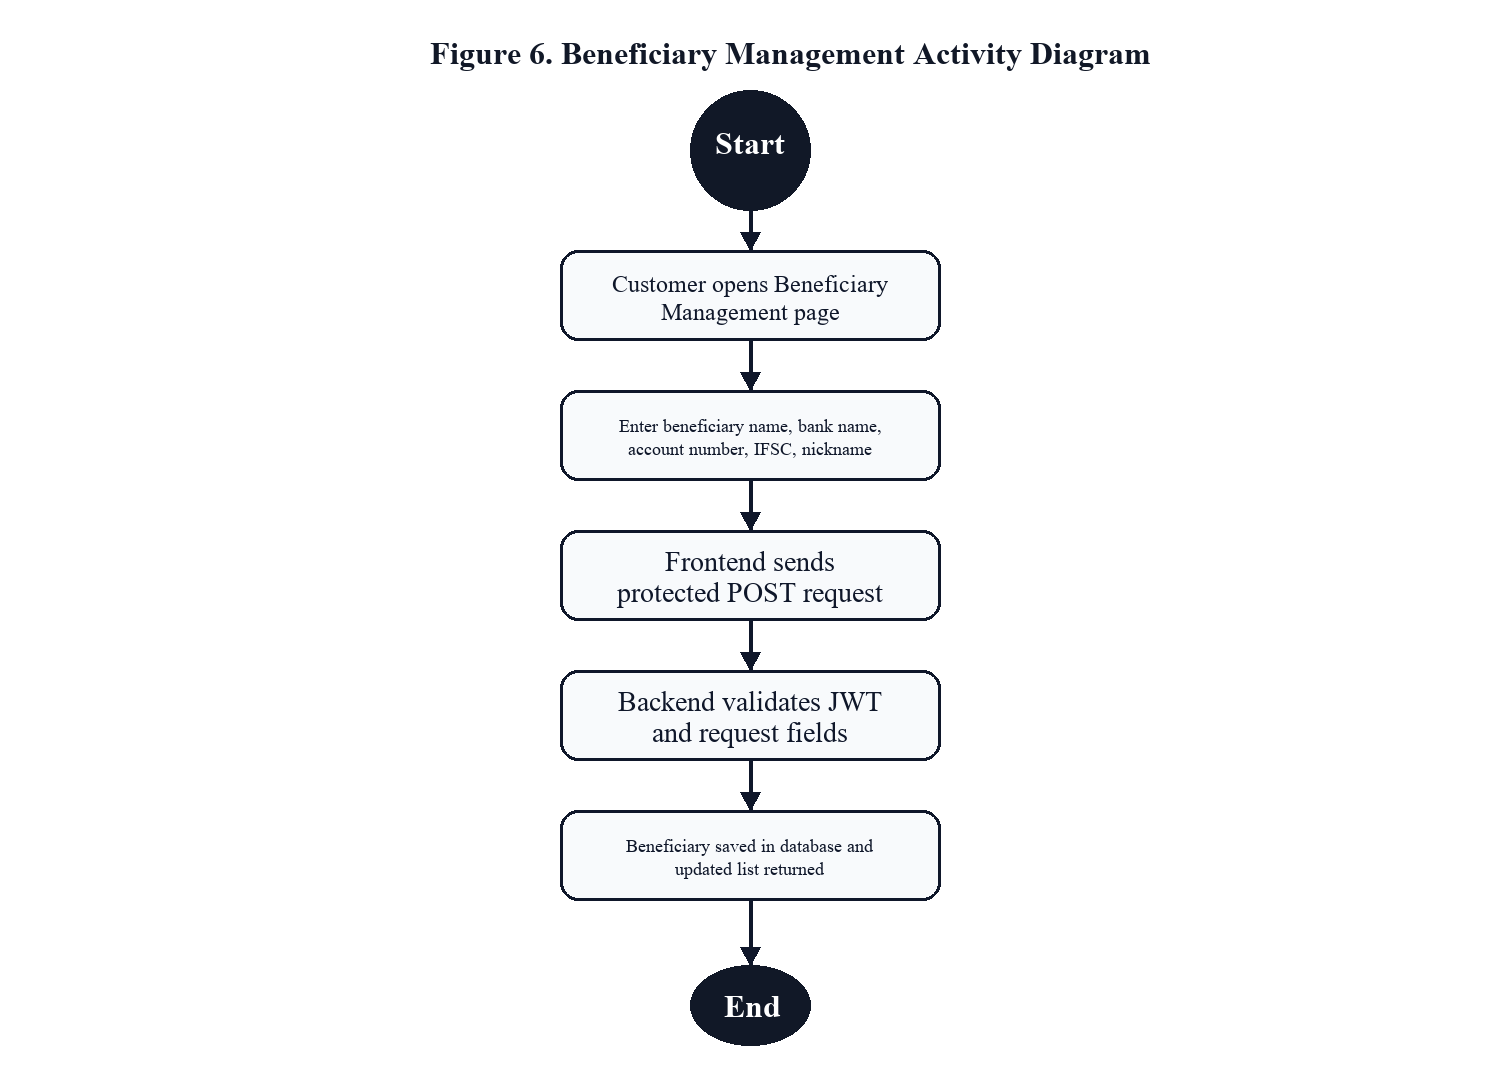 Figure 6. Beneficiary Management Activity Diagram
Start
Customer opens Beneficiary
Management page
Enter beneficiary name, bank name,
account number, IFSC, nickname
Frontend sends
protected POST request
Backend validates JWT
and request fields
Beneficiary saved in database and
updated list returned
End